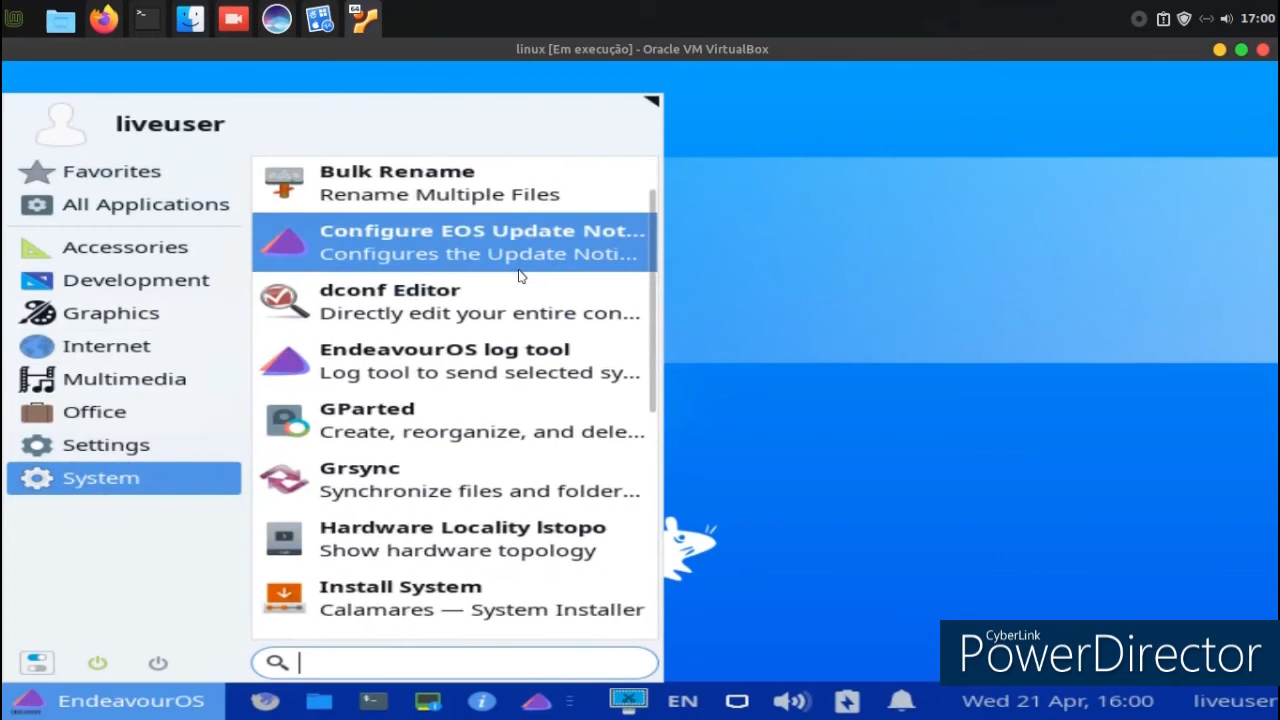 64
17:00
linux [Em execução] - Oracle VM VirtualBox
liveuser
Favorites
All Applications
Accessories
Development
Graphics
Internet
Multimedia
Office
Settings
System
Bulk Rename
Rename Multiple Files
Configure EOS Update Not...
Configures the Update Noti...
dconf Editor
Directly edit your entire con...
EndeavourOS log tool
Log tool to send selected sy...
GParted
Create, reorganize, and dele...
Grsync
Synchronize files and folder...
Hardware Locality lstopo
Show hardware topology
Install System
Calamares — System Installer
CyberLink
PowerDirector
EndeavourOS
EN
Wed 21 Apr, 16:00
liveuser